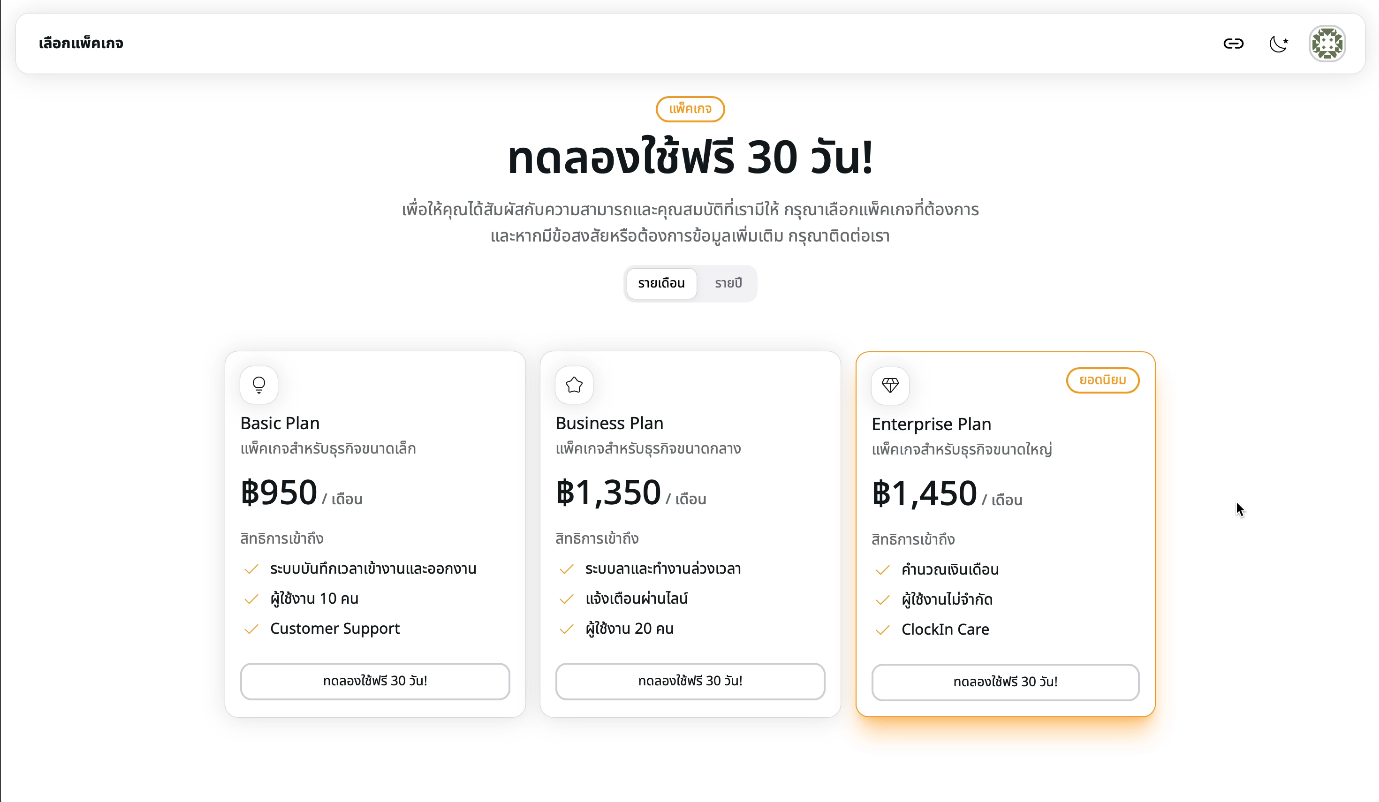 เลือกแพ็คเกจ
แพ็คเกจ
ทดลองใช้ฟรี 30 วัน!
เพื่อให้คุณได้สัมผัสกับความสามารถและคุณสมบัติที่เรามีให้ กรุณาเลือกแพ็คเกจที่ต้องการ
และหากมีข้อสงสัยหรือต้องการข้อมูลเพิ่มเติม กรุณาติดต่อเรา
รายเดือน
รายปี
Basic Plan
แพ็คเกจสำหรับธุรกิจขนาดเล็ก
฿950 / เดือน
สิทธิการเข้าถึง
ระบบบันทึกเวลาเข้างานและออกงาน
ผู้ใช้งาน 10 คน
Customer Support
ทดลองใช้ฟรี 30 วัน!
Business Plan
แพ็คเกจสำหรับธุรกิจขนาดกลาง
฿1,350 / เดือน
สิทธิการเข้าถึง
ระบบลาและทำงานล่วงเวลา
แจ้งเตือนผ่านไลน์
ผู้ใช้งาน 20 คน
ทดลองใช้ฟรี 30 วัน!
ยอดนิยม
Enterprise Plan
แพ็คเกจสำหรับธุรกิจขนาดใหญ่
฿1,450 / เดือน
สิทธิการเข้าถึง
คำนวณเงินเดือน
ผู้ใช้งานไม่จำกัด
ClockIn Care
ทดลองใช้ฟรี 30 วัน!